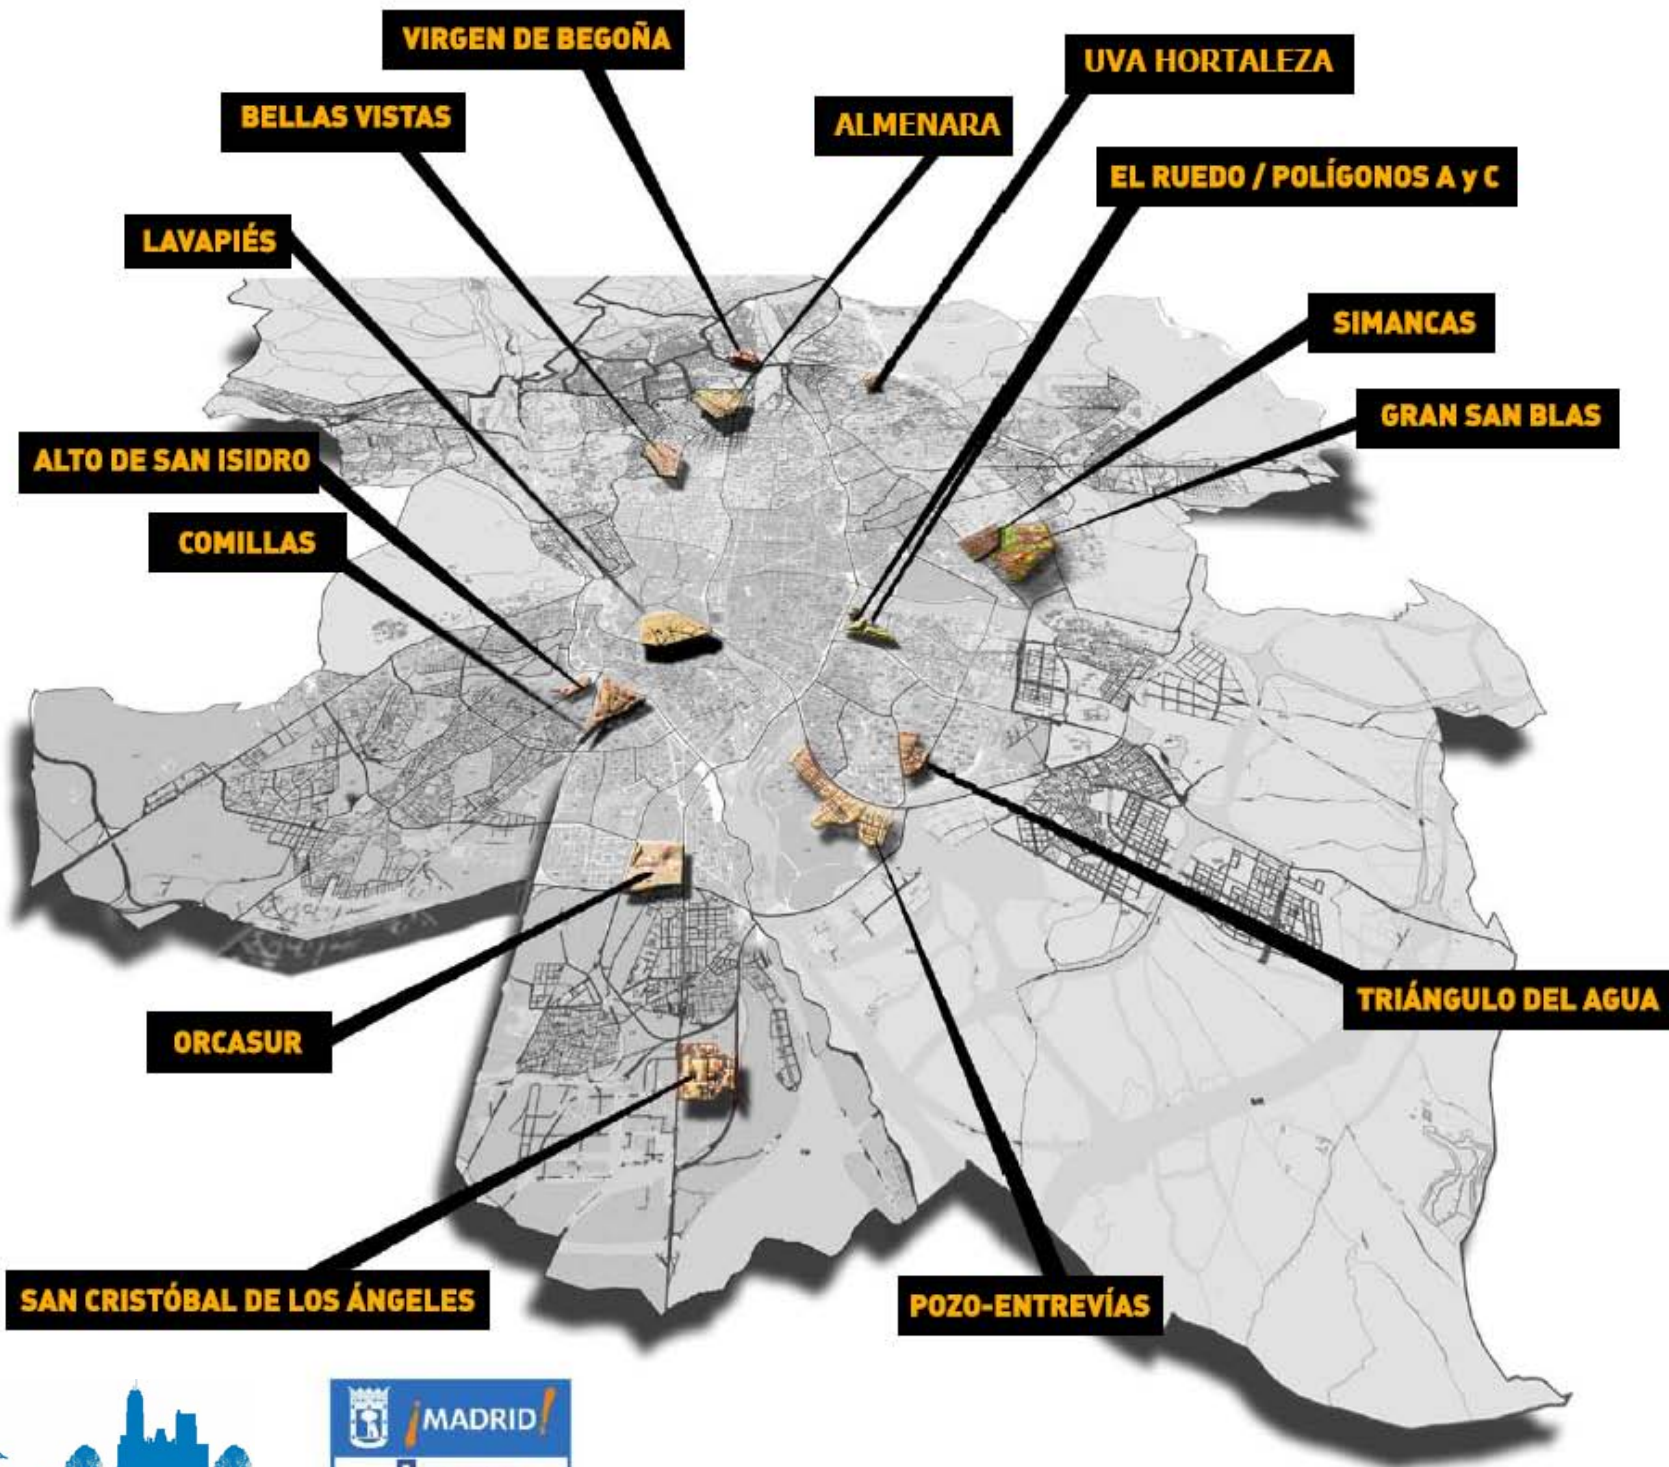 VIRGEN DE BEGOÑA
UVA HORTALEZA
BELLAS VISTAS
ALMENARA
EL RUEDO / POLÍGONOS A y C
LAVAPIÉS
SIMANCAS
GRAN SAN BLAS
ALTO DE SAN ISIDRO
COMILLAS
TRIÁNGULO DEL AGUA
ORCASUR
SAN CRISTÓBAL DE LOS ÁNGELES
POZO-ENTREVÍAS
¡MADRID!